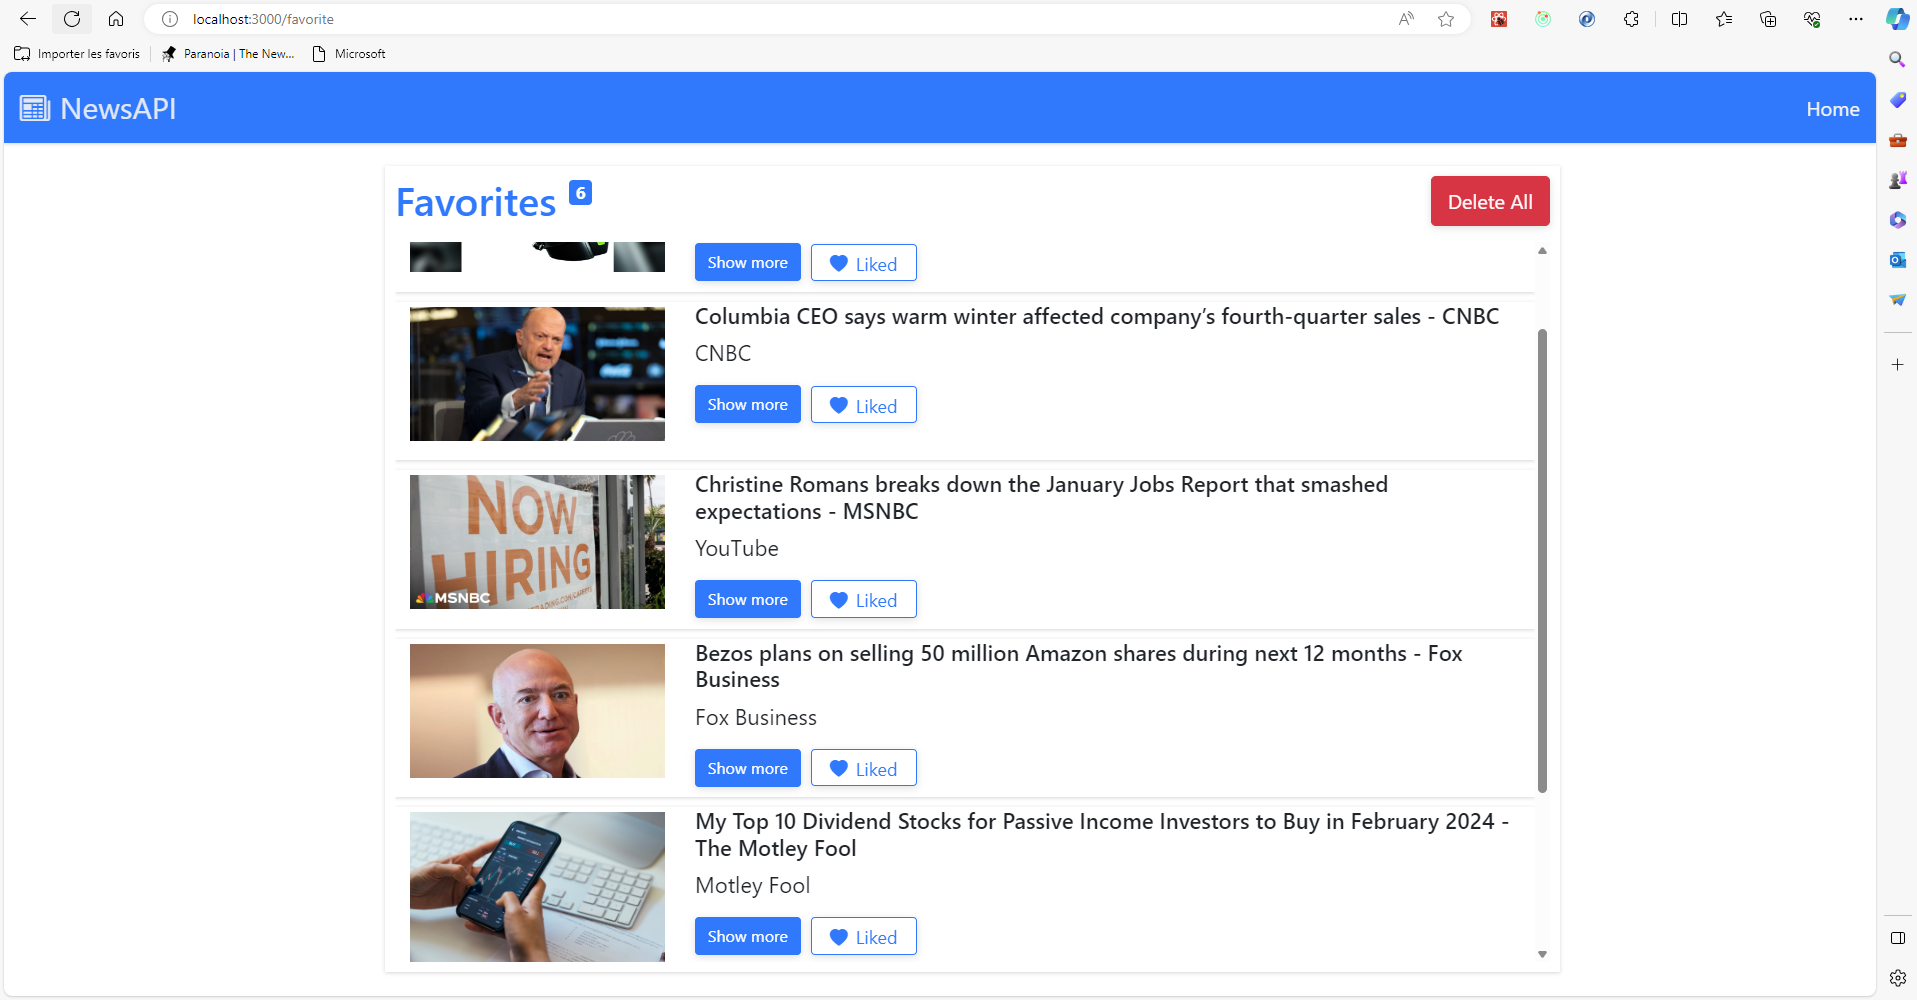 localhost:3000/favorite
Importer les favoris
Paranoia | The New...
Microsoft
NewsAPI
Home
Favorites 6
Delete All
Show more
Liked
Columbia CEO says warm winter affected company’s fourth-quarter sales - CNBC
CNBC
Show more
Liked
NOW
HIRING
MSNBC
Christine Romans breaks down the January Jobs Report that smashed
expectations - MSNBC
YouTube
Show more
Liked
Bezos plans on selling 50 million Amazon shares during next 12 months - Fox
Business
Fox Business
Show more
Liked
My Top 10 Dividend Stocks for Passive Income Investors to Buy in February 2024 -
The Motley Fool
Motley Fool
Show more
Liked